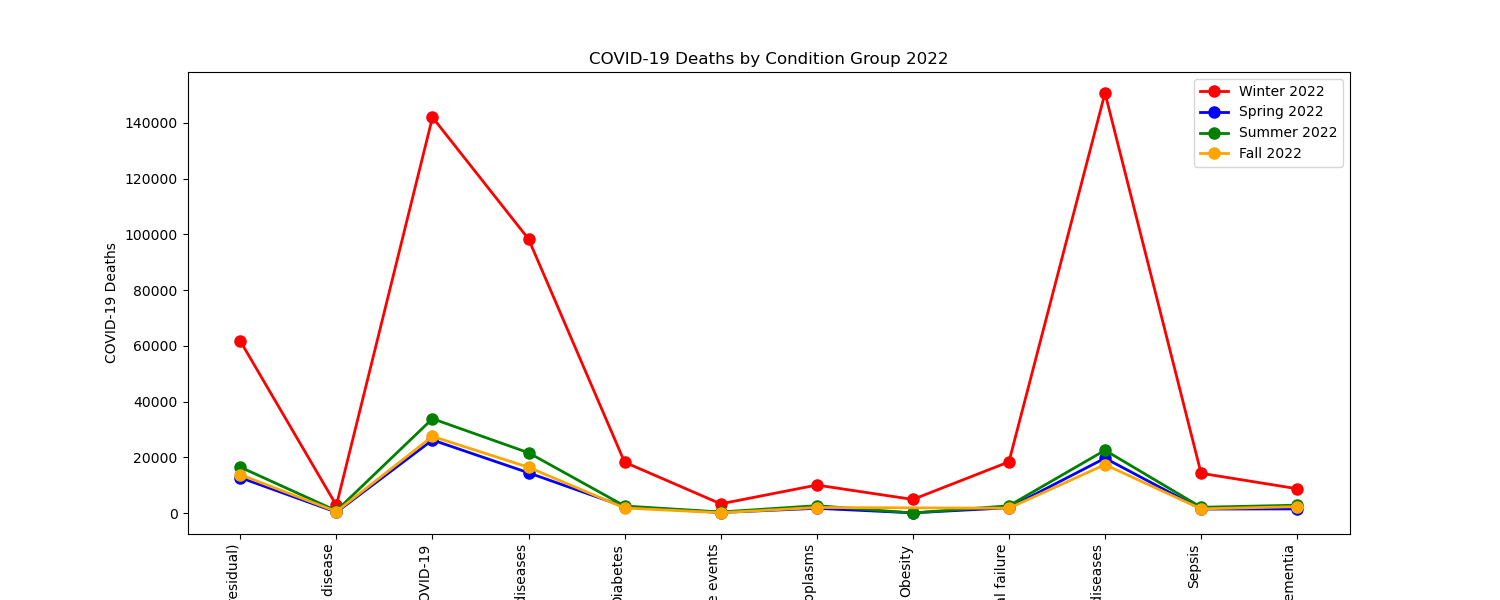 COVID-19 Deaths by Condition Group 2022
Winter 2022
Spring 2022
Summer 2022
Fall 2022
COVID-19 Deaths
140000
120000
100000
80000
60000
40000
20000
0
esidual)
disease
OVID-19
diseases
iabetes
e events
oplasms
Obesity
al failure
diseases
Sepsis
ementia